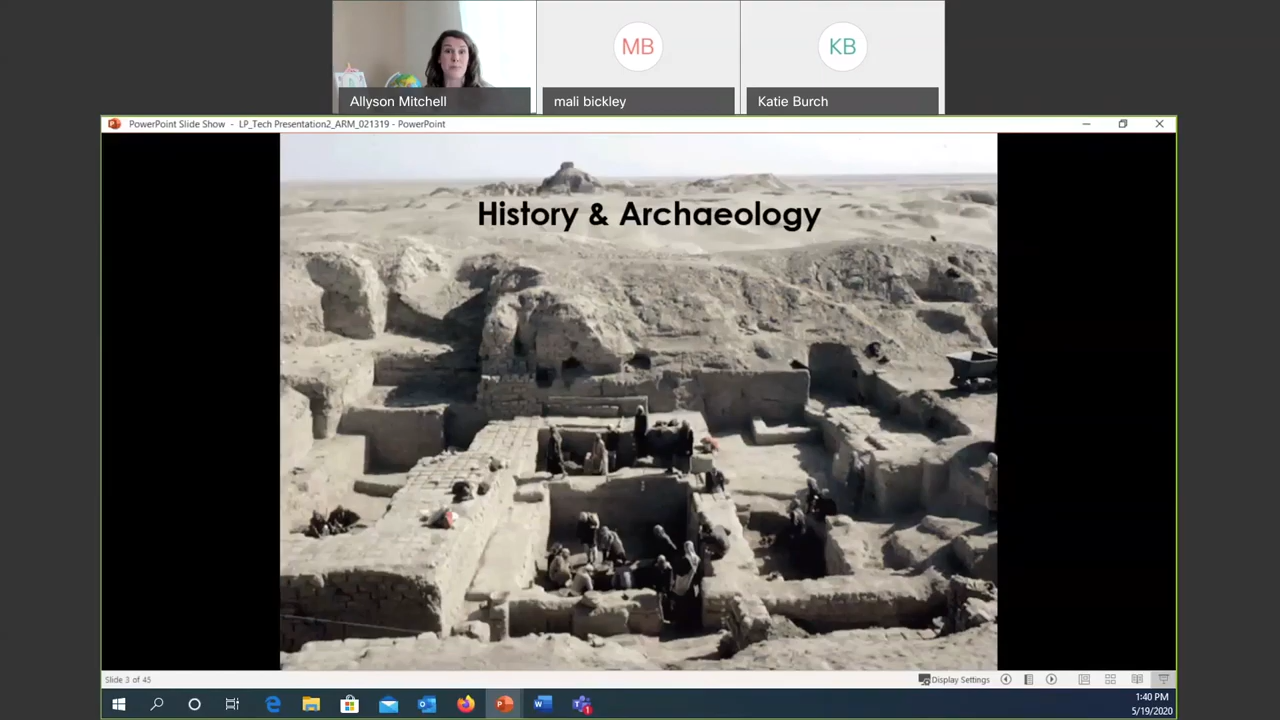 MB
KB
Allyson Mitchell
mali bickley
Katie Burch
PowerPoint Slide Show - LP_Tech Presentation2_ARM_021319 - PowerPoint
History & Archaeology
Slide 3 of 45
Display Settings
1:40 PM
5/19/2020